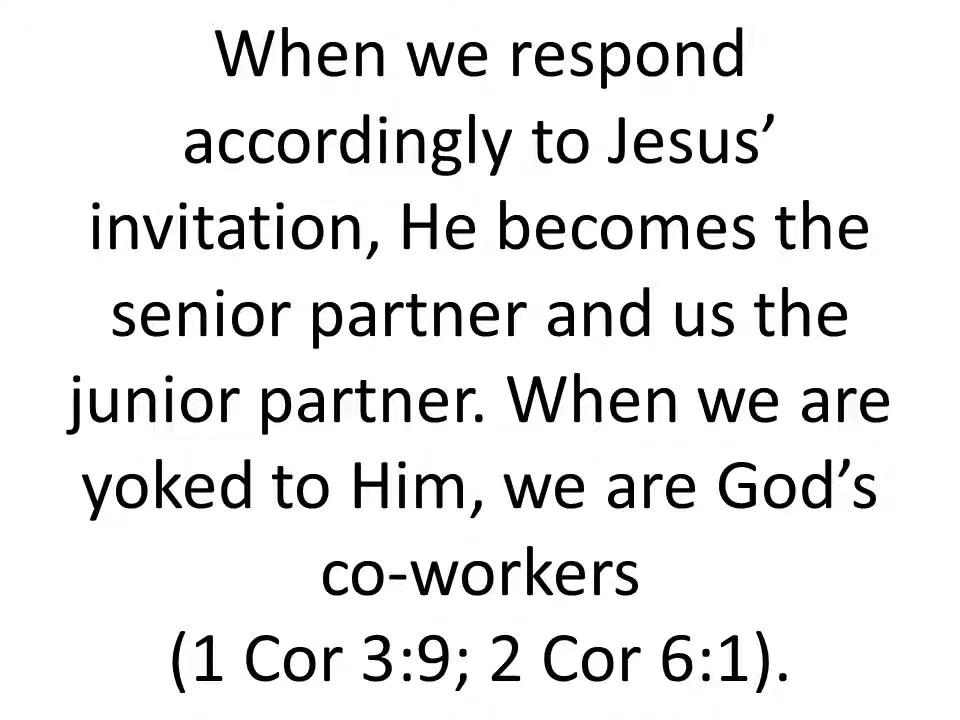 When we respond
accordingly to Jesus’
invitation, He becomes the
senior partner and us the
junior partner. When we are
yoked to Him, we are God’s
co-workers
(1 Cor 3:9; 2 Cor 6:1).